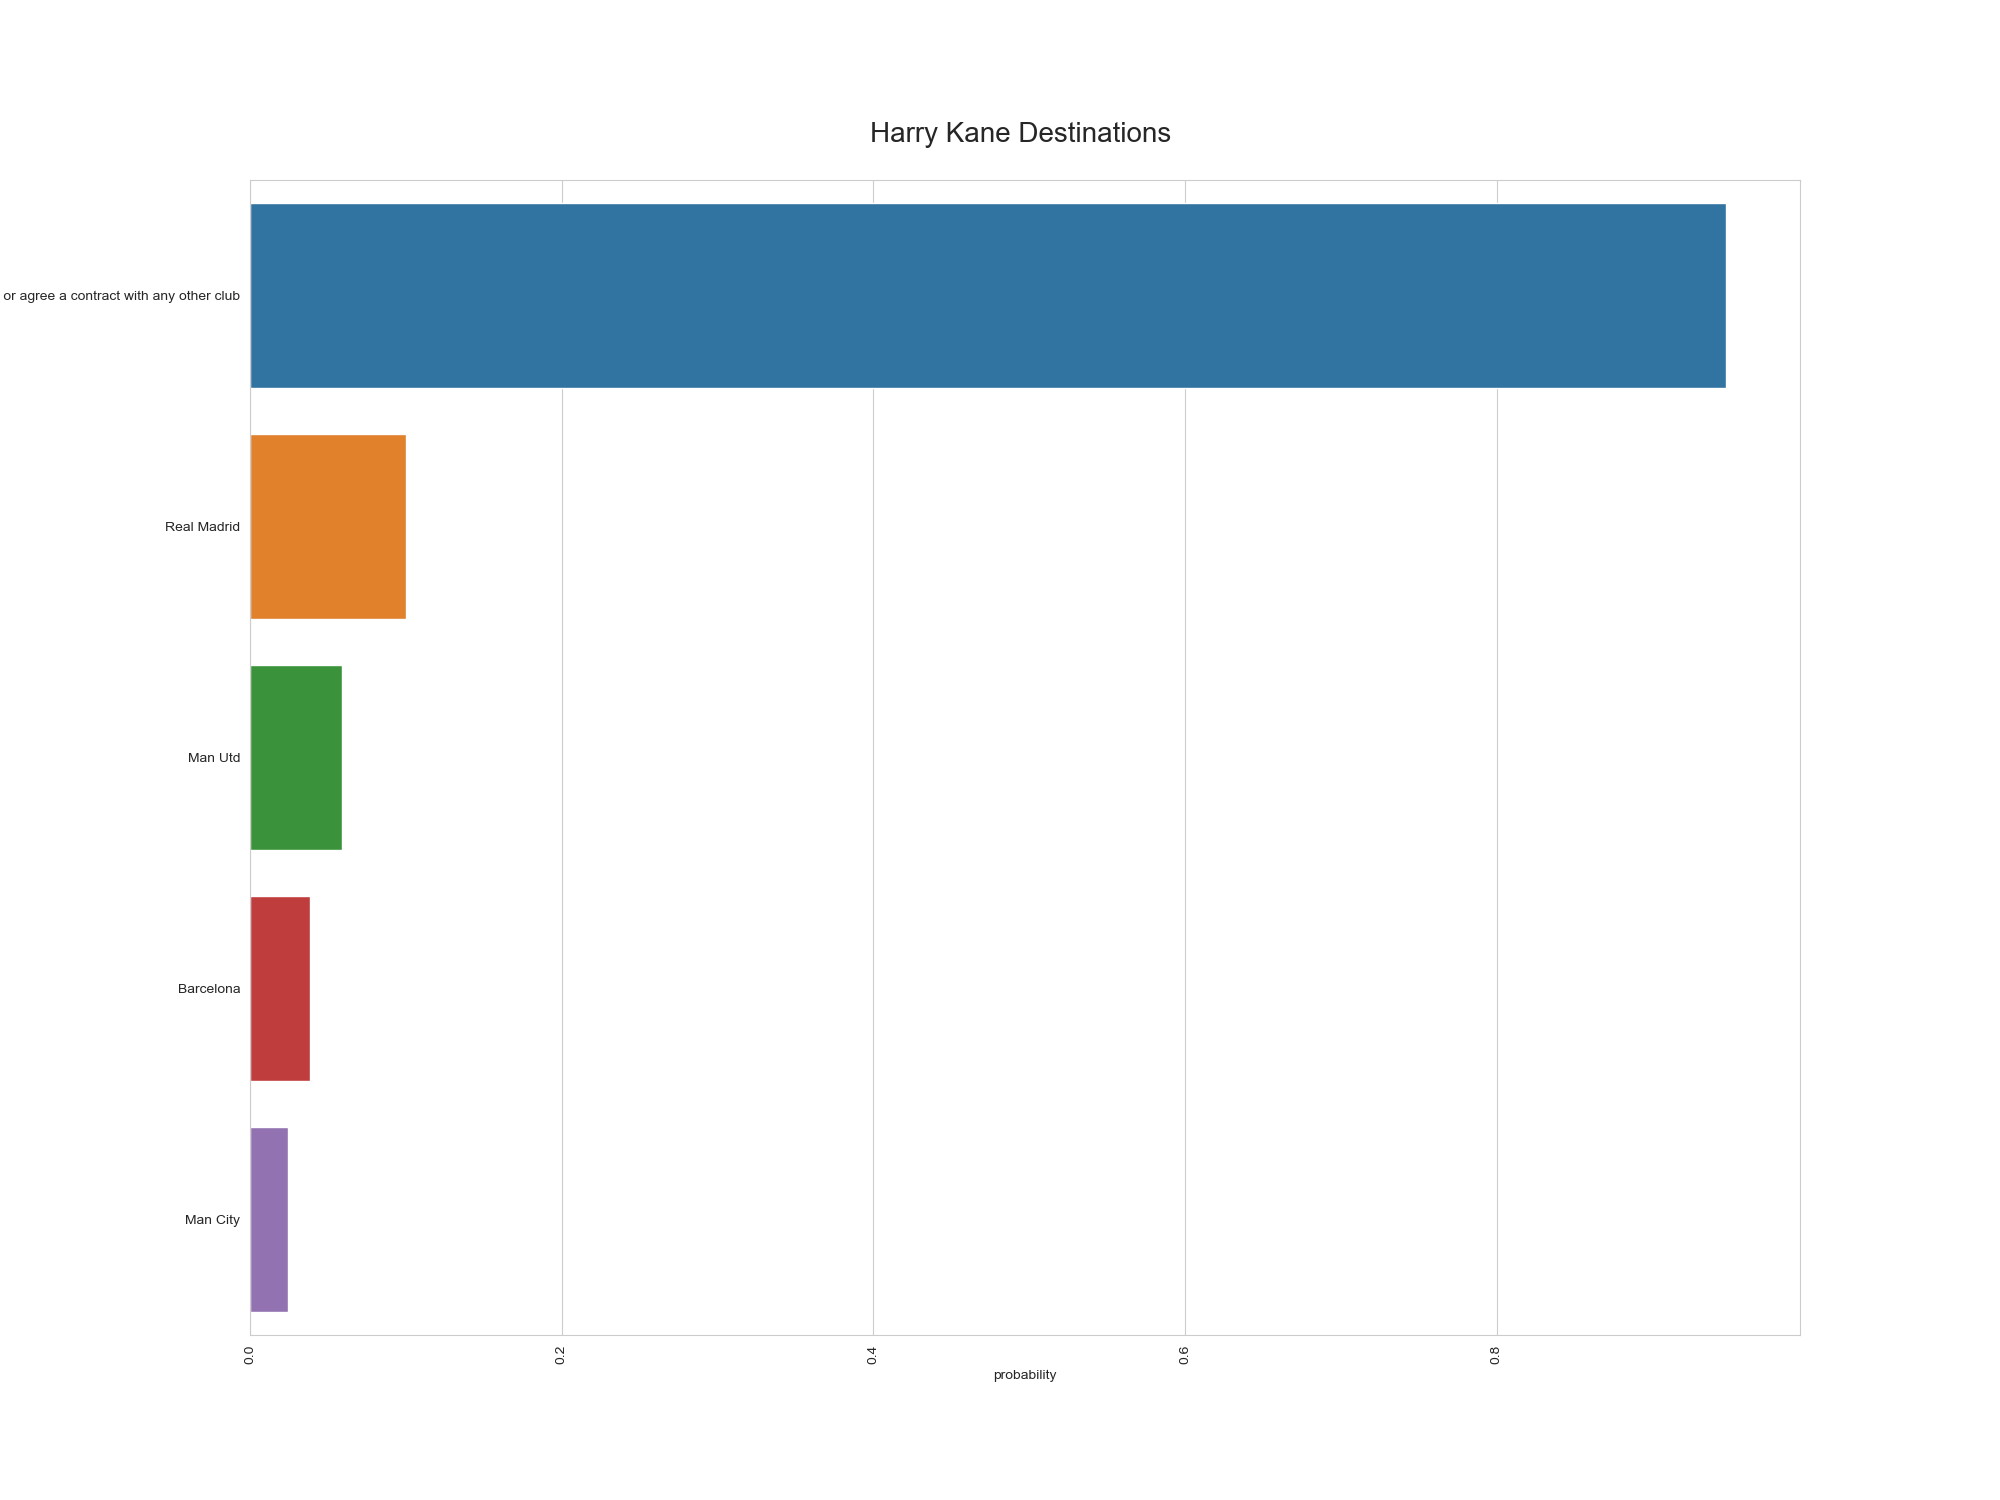 Harry Kane Destinations
or agree a contract with any other club
Real Madrid
Man Utd
Barcelona
Man City
0.0
0.2
0.4
0.6
0.8
probability